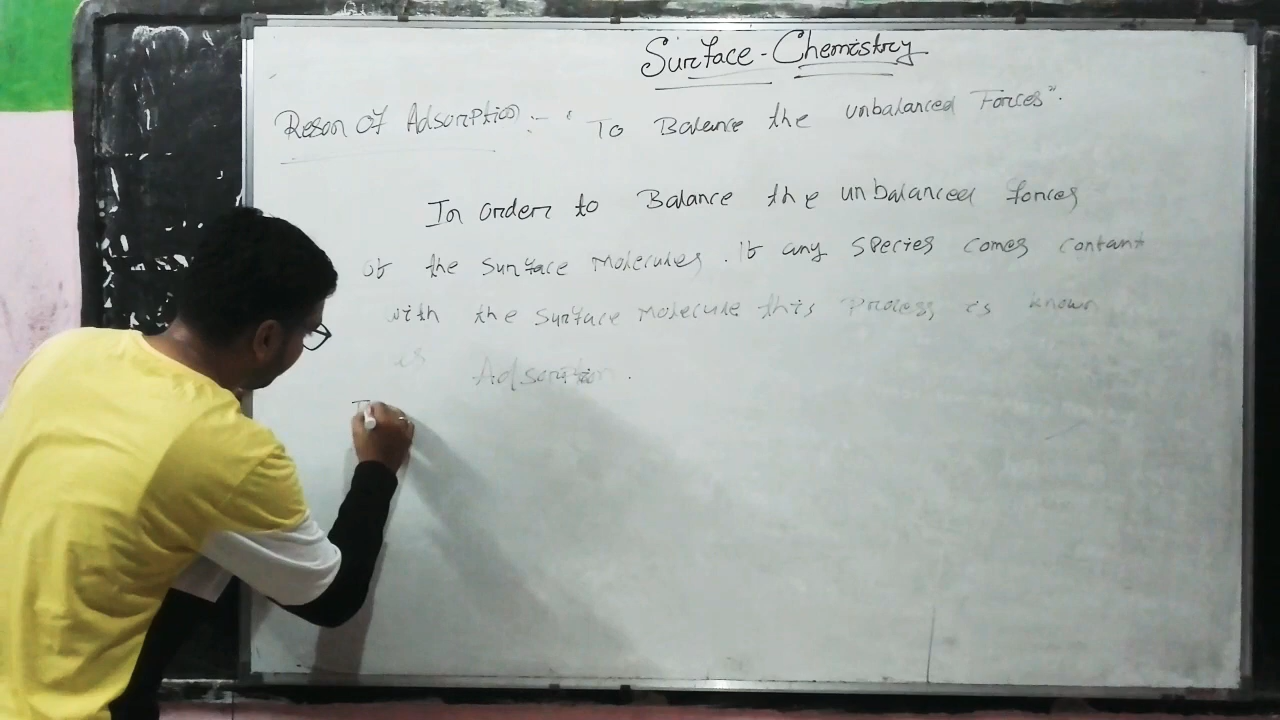 Surface-Chemistry
Reson Of Adsorption :- "To Balance the unbalanced Forces".
In order to Balance the unbalanced forces
of the surface Molecules. If any species comes contant
with the surface Molecule this Process is known
is Adsorption.